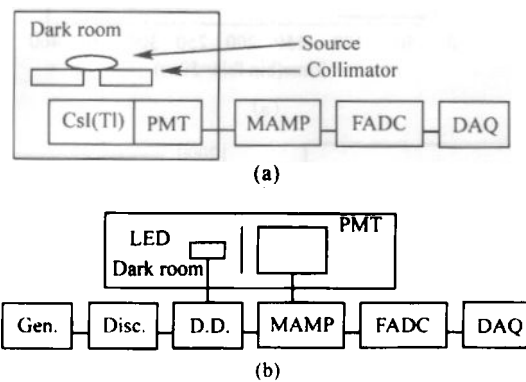 Dark room
Source
Collimator
CsI(Tl) PMT MAMP FADC DAQ
(a)
PMT
LED
Dark room
Gen. Disc. D.D. MAMP FADC DAQ
(b)